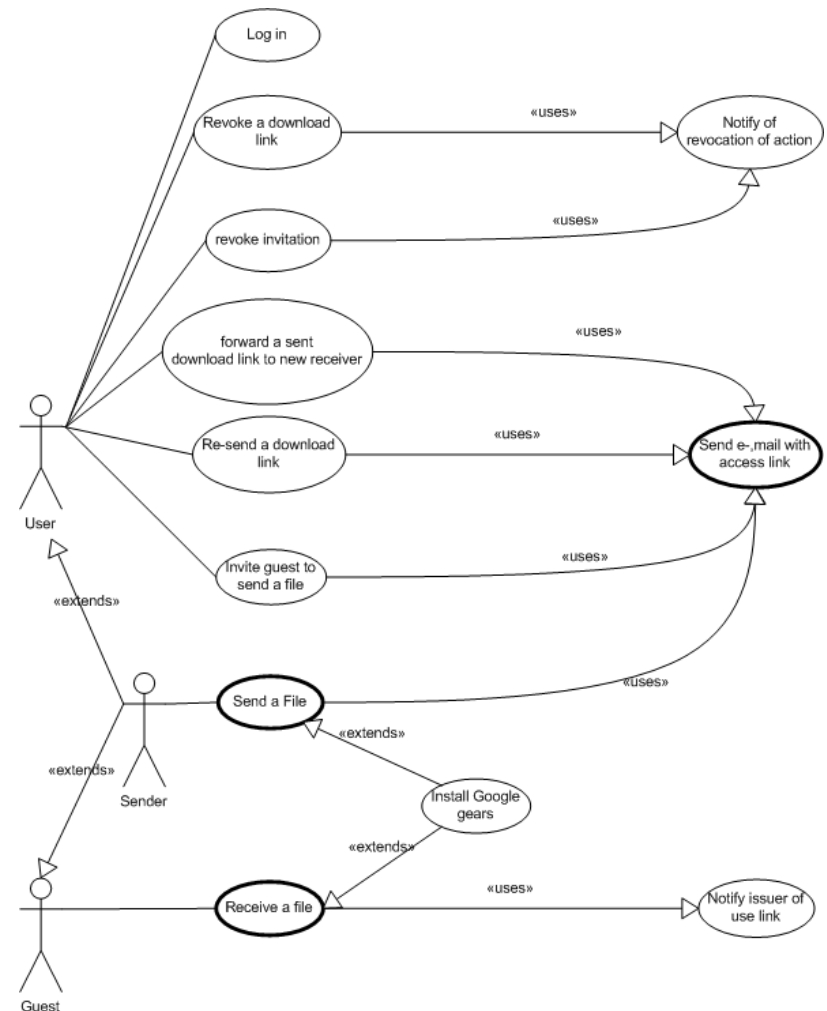 Log in
Revoke a download
link
«uses»
Notify of
revocation of action
revoke invitation
«uses»
forward a sent
download link to new receiver
«uses»
Re-send a download
link
«uses»
Send e-,mail with
access link
User
Invite guest to
send a file
«uses»
«extends»
Send a File
«uses»
«extends»
«extends»
Sender
Install Google
gears
«extends»
Receive a file
«uses»
Notify issuer of
use link
Guest